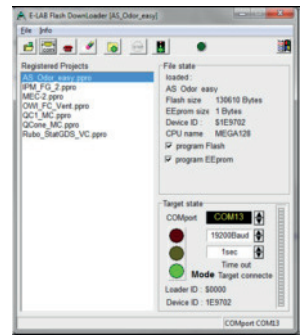 E-LAB Flash DownLoader [AS_Odor_easy]
File Info
Registered Projects
AS_Odor_easy.ppro
IPM_FG_2.ppro
MEC-2.ppro
OWI_FC_Vent.ppro
QC1_MC.ppro
QCone_MC.ppro
Rubo_StatGDS_VC.ppro
File state
loaded :
AS Odor easy
Flash size 130610 Bytes
EEprom size 1 Bytes
Device ID : $1E9702
CPU name MEGA128
program Flash
program EEprom
Target state
COMport COM13
19200Baud
1sec
Time out
Mode Target connecte
Loader ID : $0000
Device ID : 1E9702
COMport COM13